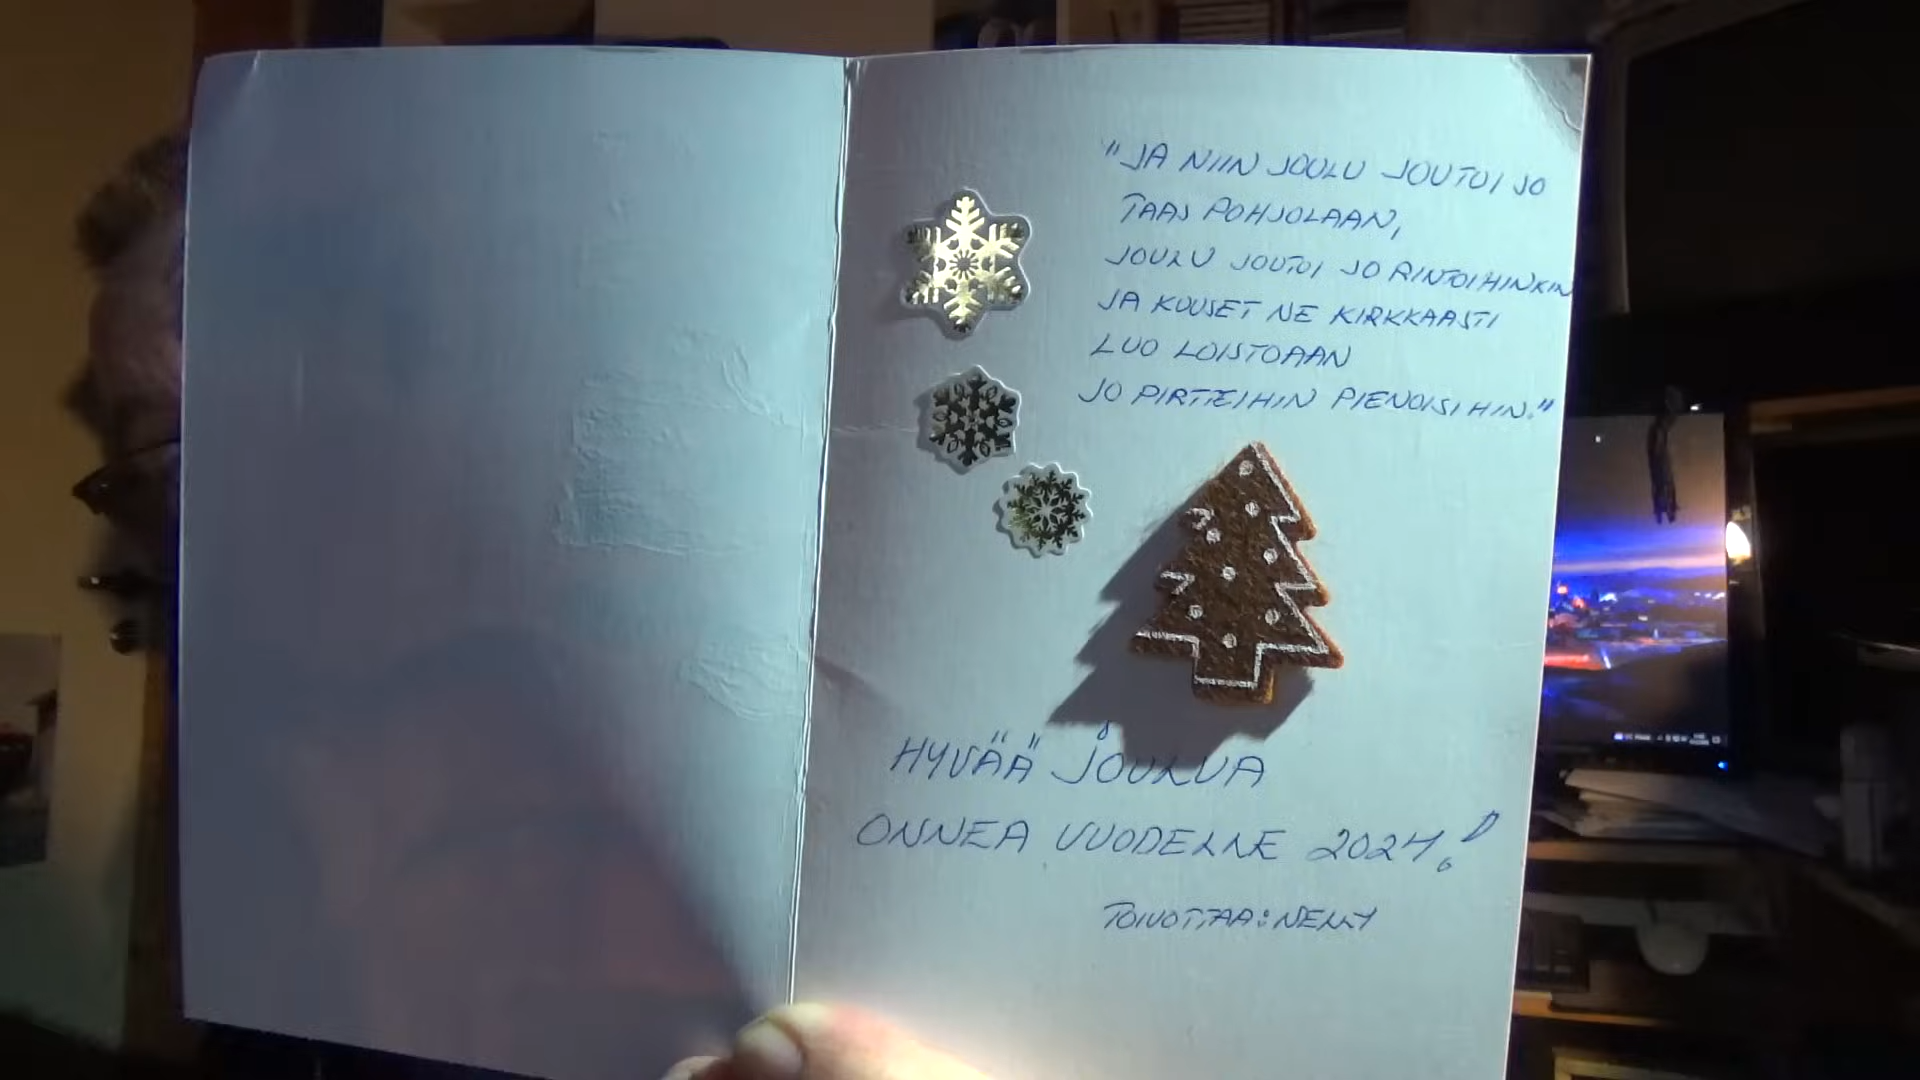 "JA NIIN JOULU JOUTUI JO
TAAS POHJOLAAN,
JOULU JOUTUI JO RINTOIHINKIN
JA KUUSET NE KIRKKAASTI
LUO LOISTOAAN
JO PIRTTEIHIN PIENOISIHIN."
HYVÄÄ JOULUA
ONNEA VUODELLE 2024!
TOIVOTTAA: NELLY